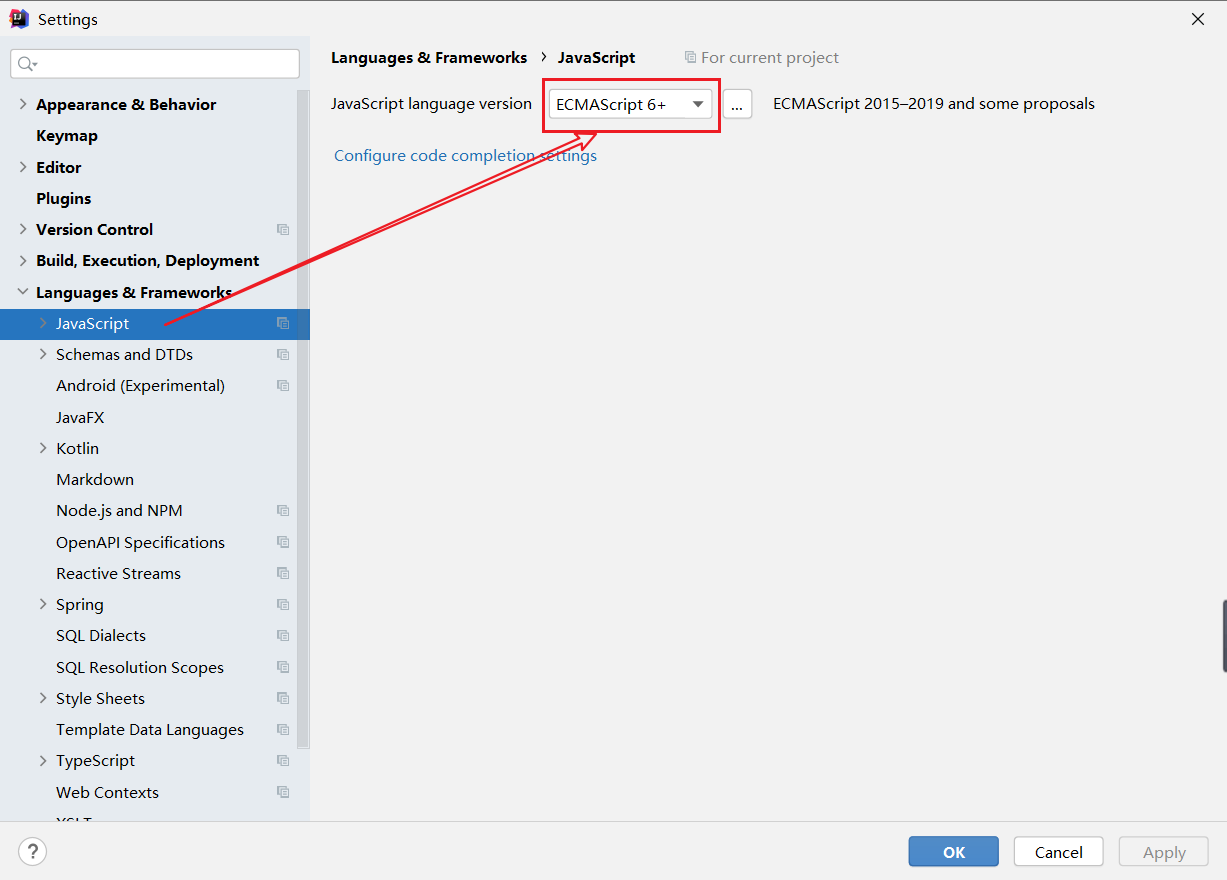 Settings
Languages & Frameworks › JavaScript For current project
JavaScript language version ECMAScript 6+ ... ECMAScript 2015–2019 and some proposals
Configure code completion settings
Appearance & Behavior
Keymap
Editor
Plugins
Version Control
Build, Execution, Deployment
Languages & Frameworks
JavaScript
Schemas and DTDs
Android (Experimental)
JavaFX
Kotlin
Markdown
Node.js and NPM
OpenAPI Specifications
Reactive Streams
Spring
SQL Dialects
SQL Resolution Scopes
Style Sheets
Template Data Languages
TypeScript
Web Contexts
? OK Cancel Apply